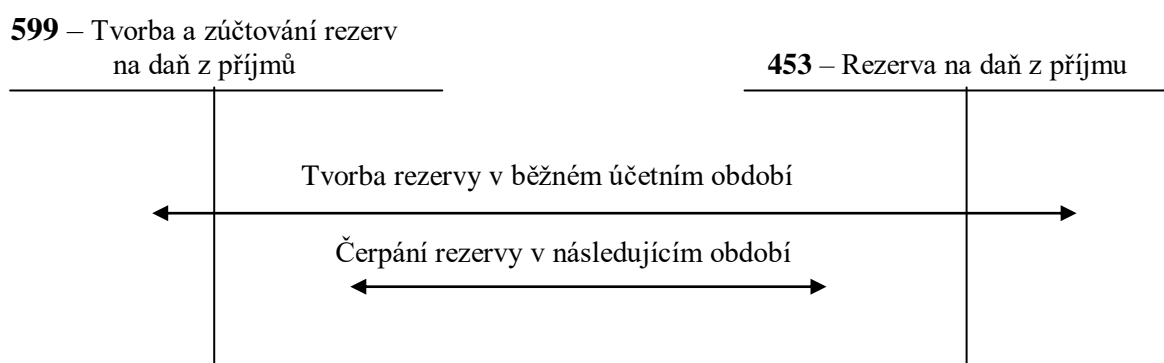 599 – Tvorba a zúčtování rezerv
na daň z příjmů
453 – Rezerva na daň z příjmu
Tvorba rezervy v běžném účetním období
Čerpání rezervy v následujícím období